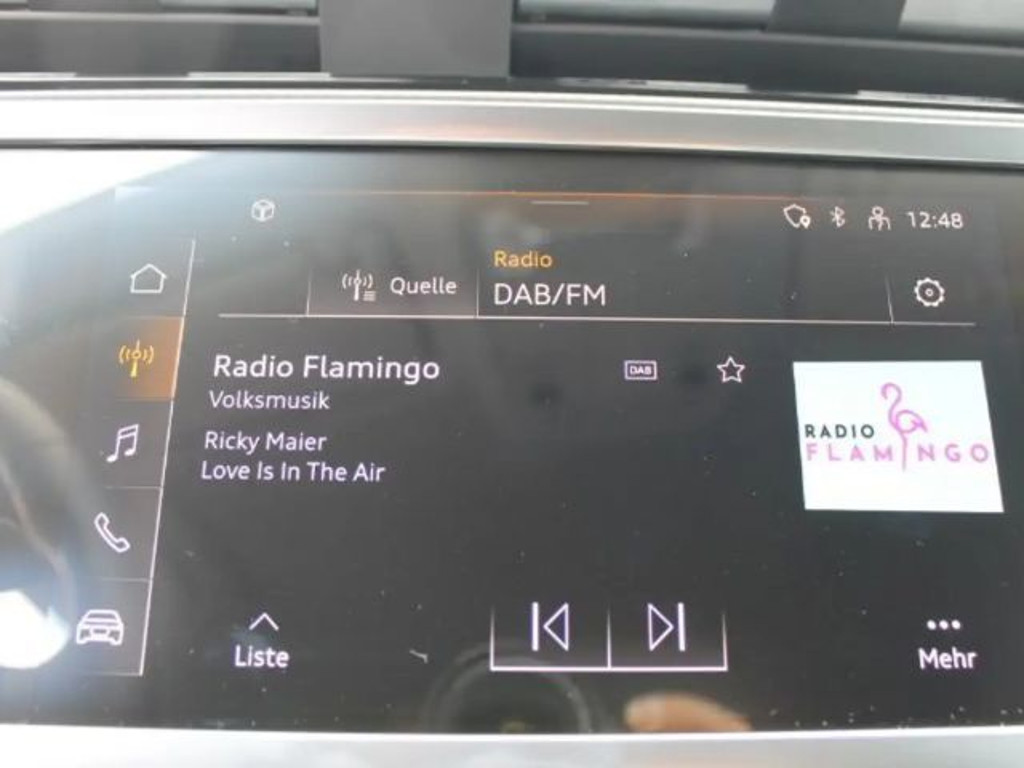 12:48
Radio
Quelle
DAB/FM
Radio Flamingo
DAB
Volksmusik
Ricky Maier
Love Is In The Air
RADIO
FLAMINGO
Liste
Mehr